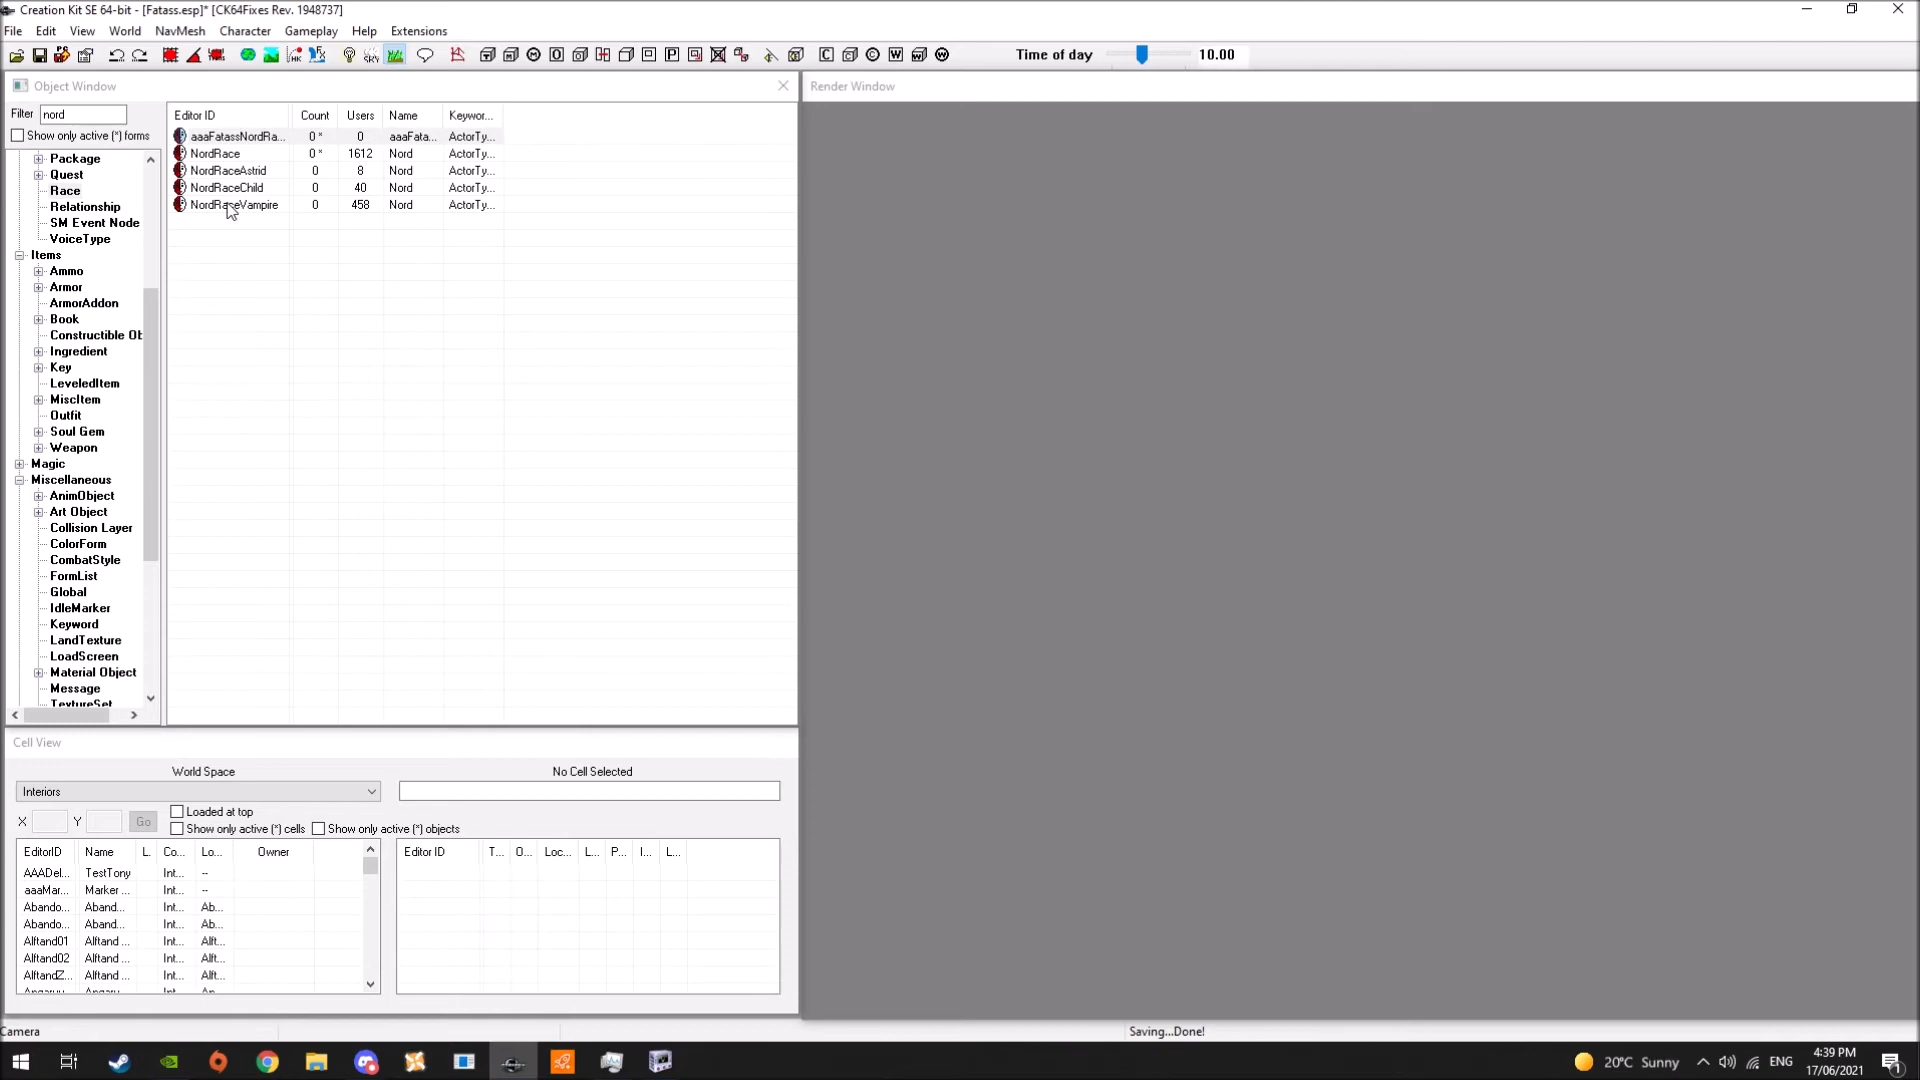 Creation Kit SE 64-bit - [Fatass.esp]* [CK64Fixes Rev. 1948737]
File Edit View World NavMesh Character Gameplay Help Extensions
Time of day 10.00
Object Window
Render Window
Filter nord
Show only active (*) forms
Package
Quest
Race
Relationship
SM Event Node
VoiceType
Items
Ammo
Armor
ArmorAddon
Book
Constructible Ob
Ingredient
Key
LeveledItem
MiscItem
Outfit
Soul Gem
Weapon
Magic
Miscellaneous
AnimObject
Art Object
Collision Layer
ColorForm
CombatStyle
FormList
Global
IdleMarker
Keyword
LandTexture
LoadScreen
Material Object
Message
TextureSet
Editor ID Count Users Name Keywor...
aaaFatassNordRa... 0 * 0 aaaFata... ActorTy...
NordRace 0 * 1612 Nord ActorTy...
NordRaceAstrid 0 8 Nord ActorTy...
NordRaceChild 0 40 Nord ActorTy...
NordRaceVampire 0 458 Nord ActorTy...
Cell View
World Space
No Cell Selected
Interiors
X Y Go
Loaded at top
Show only active (*) cells Show only active (*) objects
EditorID Name L. Co... Lo... Owner
AAADel... TestTony Int... --
aaaMar... Marker ... Int... --
Abando... Aband... Int... Ab...
Abando... Aband... Int... Ab...
Alftand01 Alftand ... Int... Alft...
Alftand02 Alftand ... Int... Alft...
AlftandZ... Alftand ... Int... Alft...
Editor ID T... O... Loc... L... P... I... L...
Camera
Saving...Done!
20°C Sunny
ENG
4:39 PM
17/06/2021
1